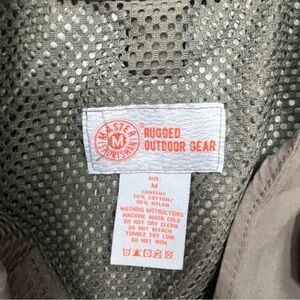 MASTER
M
SPORTSMAN
®
RUGGED
OUTDOOR GEAR
SIZE
M
CONTENT
70% COTTON/
30% NYLON
WASHING INSTRUCTIONS
MACHINE WASH COLD
DO NOT DRY CLEAN
DO NOT BLEACH
TUMBLE DRY LOW
DO NOT IRON